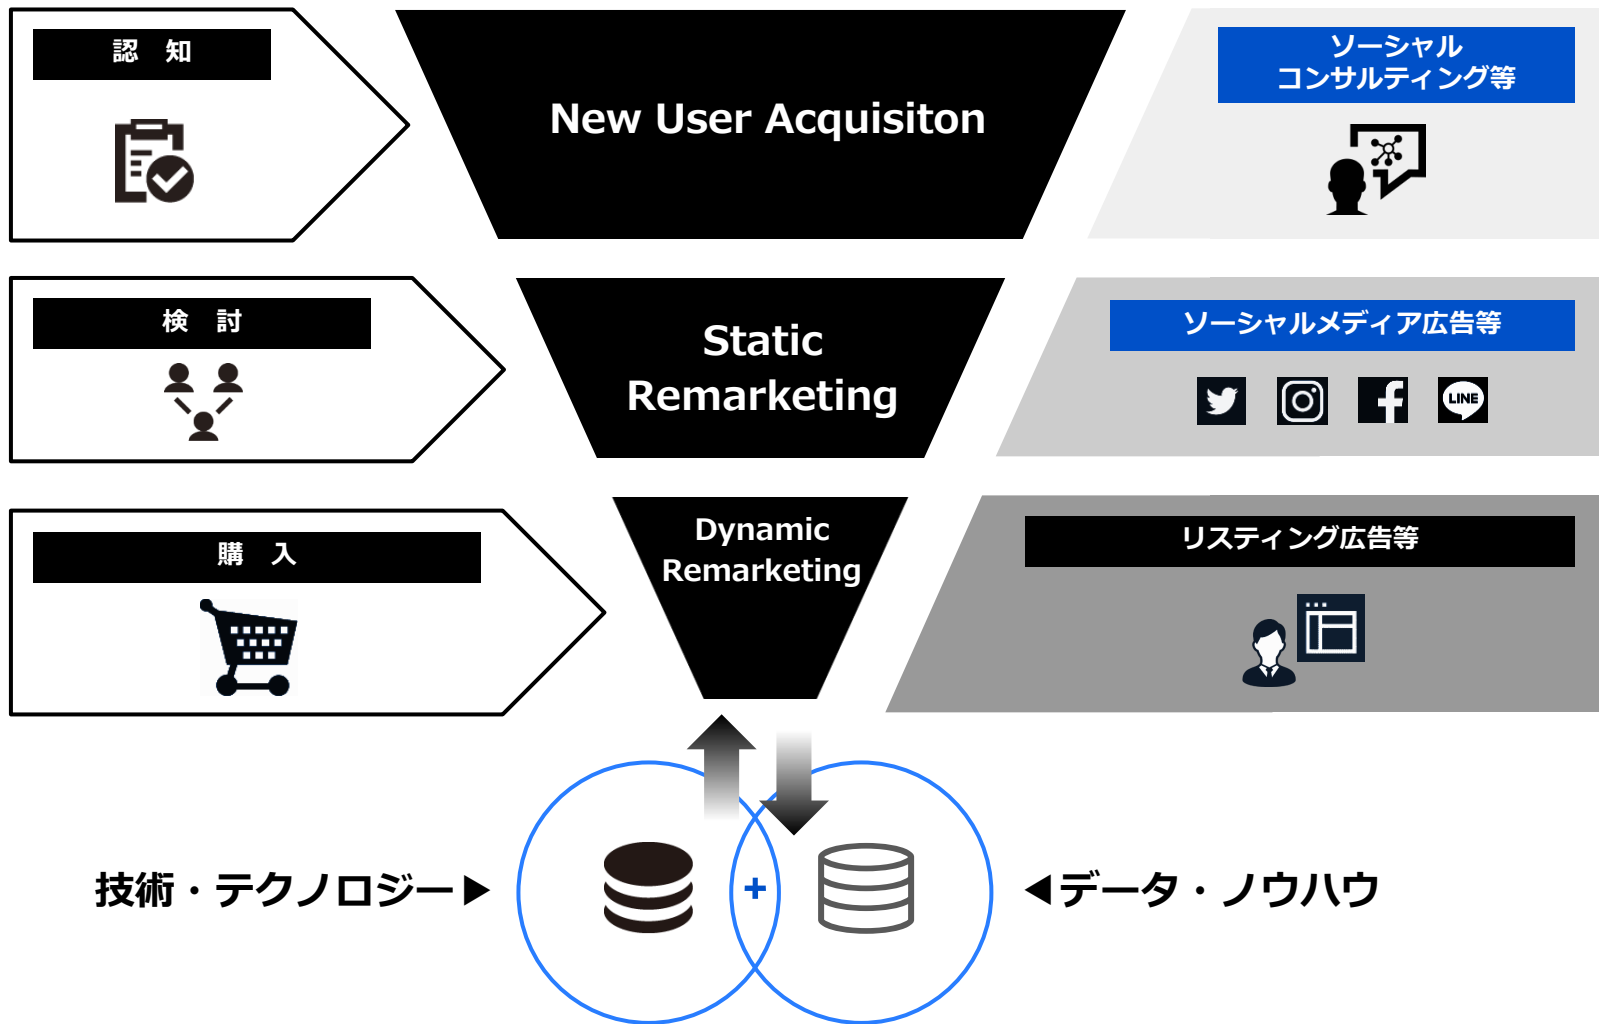 認 知
New User Acquisiton
ソーシャル
コンサルティング等
検 討
Static
Remarketing
ソーシャルメディア広告等
LINE
購 入
Dynamic
Remarketing
リスティング広告等
技術・テクノロジー▶
+
◀データ・ノウハウ